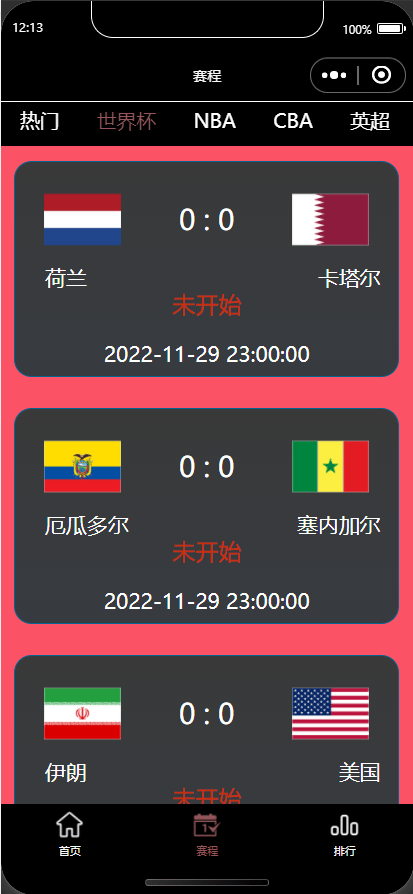 12:13
100%
赛程
热门 世界杯 NBA CBA 英超
0 : 0
荷兰 卡塔尔
未开始
2022-11-29 23:00:00
0 : 0
厄瓜多尔 塞内加尔
未开始
2022-11-29 23:00:00
0 : 0
伊朗 美国
未开始
首页 赛程 排行